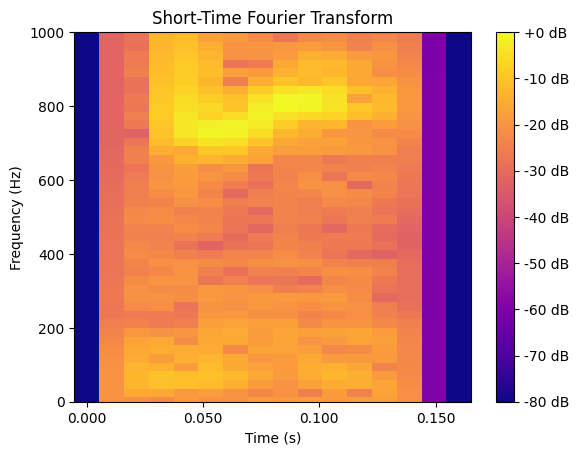 Short-Time Fourier Transform
1000
800
600
400
200
0
Frequency (Hz)
0.000
0.050
0.100
0.150
Time (s)
+0 dB
-10 dB
-20 dB
-30 dB
-40 dB
-50 dB
-60 dB
-70 dB
-80 dB